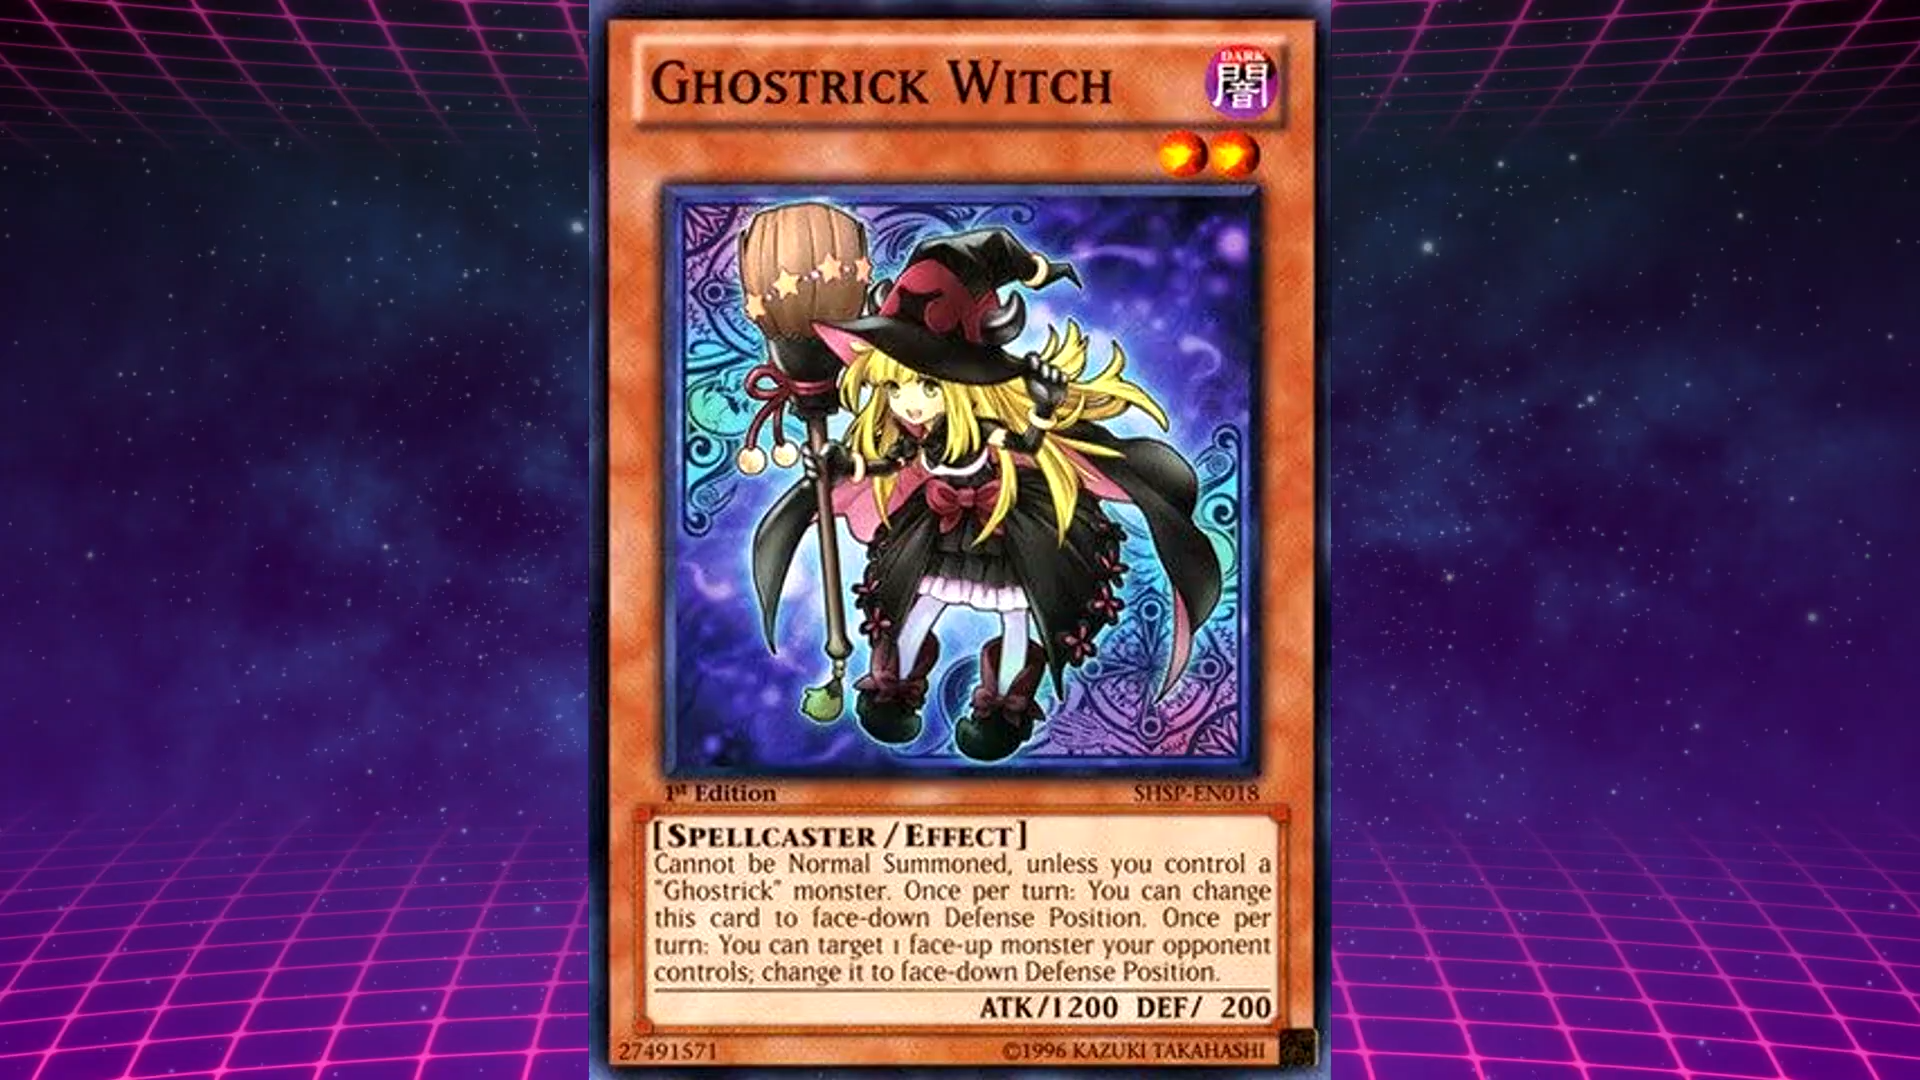 Ghostrick Witch
DARK
闇
1st Edition
SHSP-EN018
[Spellcaster / Effect]
Cannot be Normal Summoned, unless you control a
"Ghostrick" monster. Once per turn: You can change
this card to face-down Defense Position. Once per
turn: You can target 1 face-up monster your opponent
controls; change it to face-down Defense Position.
ATK/1200 DEF/ 200
27491571
©1996 KAZUKI TAKAHASHI